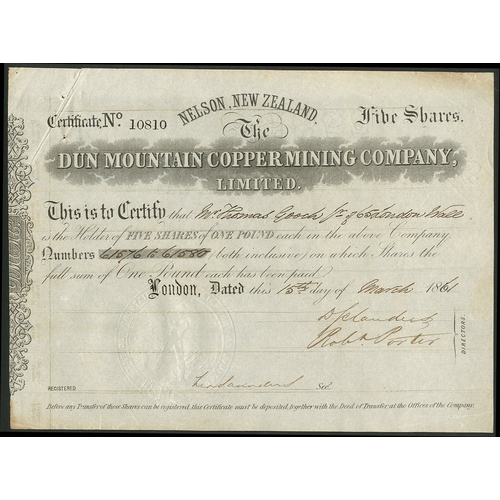 NELSON, NEW ZEALAND.
Certificate, No 10810
Five Shares.
The
DUN MOUNTAIN COPPER MINING COMPANY,
LIMITED.
This is to Certify that Mr Thomas Gooch Jr of 63 London Wall
is the Holder of FIVE SHARES of ONE POUND each in the above Company
Numbers 61576 to 61580 (both inclusive) on which Shares the
full sum of One Pound each has been paid.
London, Dated this 15th day of March 1861
Robt Porter
DIRECTORS.
REGISTERED
Sec.
Before any Transfer of these Shares can be registered, this Certificate must be deposited, together with the Deed of Transfer at the Offices of the Company.